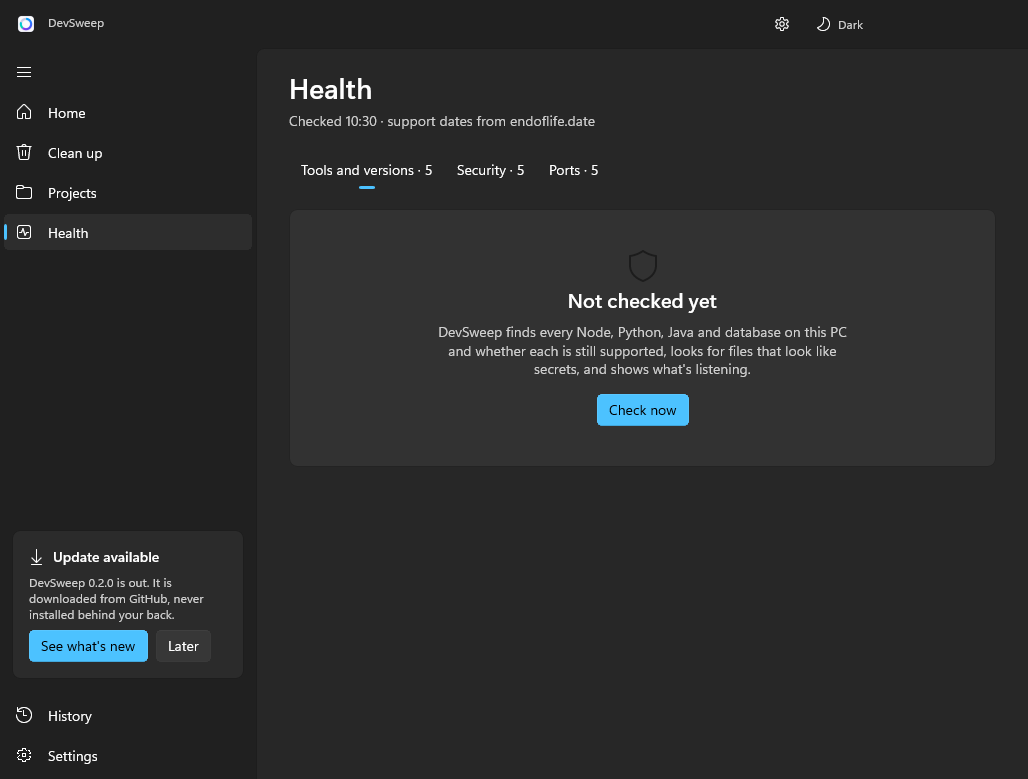 DevSweep
Dark
Home
Clean up
Projects
Health
Health
Checked 10:30 · support dates from endoflife.date
Tools and versions · 5
Security · 5
Ports · 5
Not checked yet
DevSweep finds every Node, Python, Java and database on this PC
and whether each is still supported, looks for files that look like
secrets, and shows what's listening.
Check now
Update available
DevSweep 0.2.0 is out. It is
downloaded from GitHub, never
installed behind your back.
See what's new
Later
History
Settings